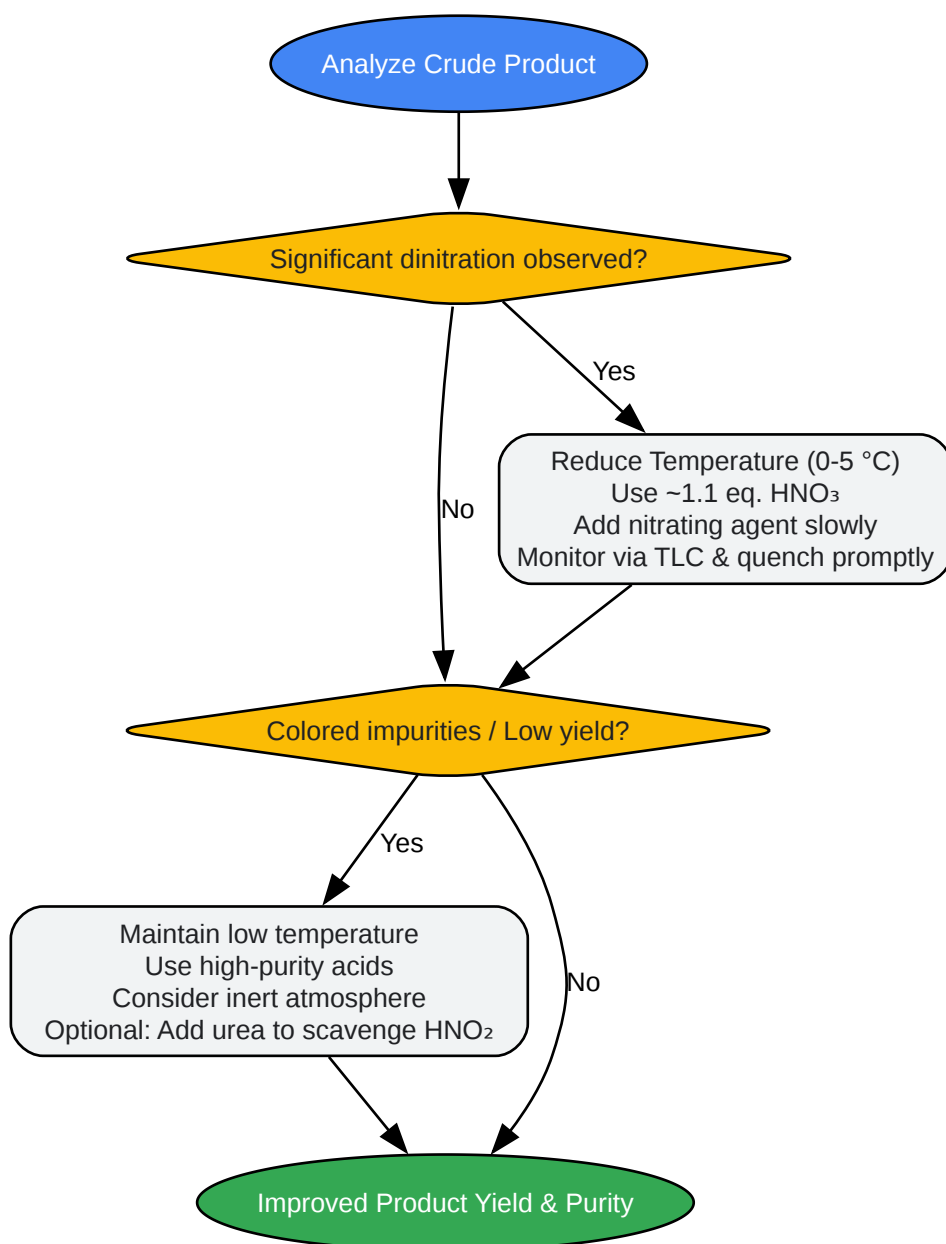 Analyze Crude Product
Significant dinitration observed?
Yes
Reduce Temperature (0-5 °C)
Use ~1.1 eq. HNO₃
Add nitrating agent slowly
Monitor via TLC & quench promptly
No
Colored impurities / Low yield?
Yes
Maintain low temperature
Use high-purity acids
Consider inert atmosphere
Optional: Add urea to scavenge HNO₂
No
Improved Product Yield & Purity